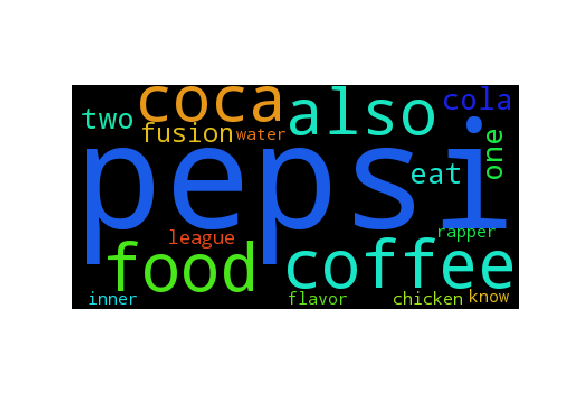 coca also cola
two fusion water one
pepsi
eat
league rapper
food coffee
inner flavor chicken know